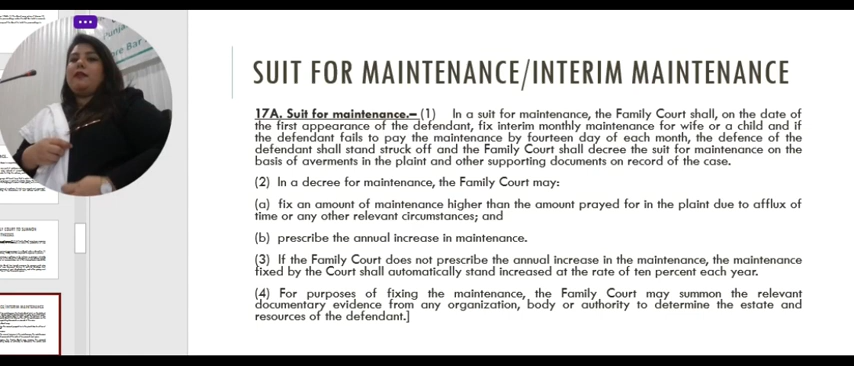 Punja
ore Bar
SUIT FOR MAINTENANCE/INTERIM MAINTENANCE
17A. Suit for maintenance.– (1) In a suit for maintenance, the Family Court shall, on the date of
the first appearance of the defendant, fix interim monthly maintenance for wife or a child and if
the defendant fails to pay the maintenance by fourteen day of each month, the defence of the
defendant shall stand struck off and the Family Court shall decree the suit for maintenance on the
basis of averments in the plaint and other supporting documents on record of the case.
(2) In a decree for maintenance, the Family Court may:
(a) fix an amount of maintenance higher than the amount prayed for in the plaint due to afflux of
time or any other relevant circumstances; and
(b) prescribe the annual increase in maintenance.
(3) If the Family Court does not prescribe the annual increase in the maintenance, the maintenance
fixed by the Court shall automatically stand increased at the rate of ten percent each year.
(4) For purposes of fixing the maintenance, the Family Court may summon the relevant
documentary evidence from any organization, body or authority to determine the estate and
resources of the defendant.]